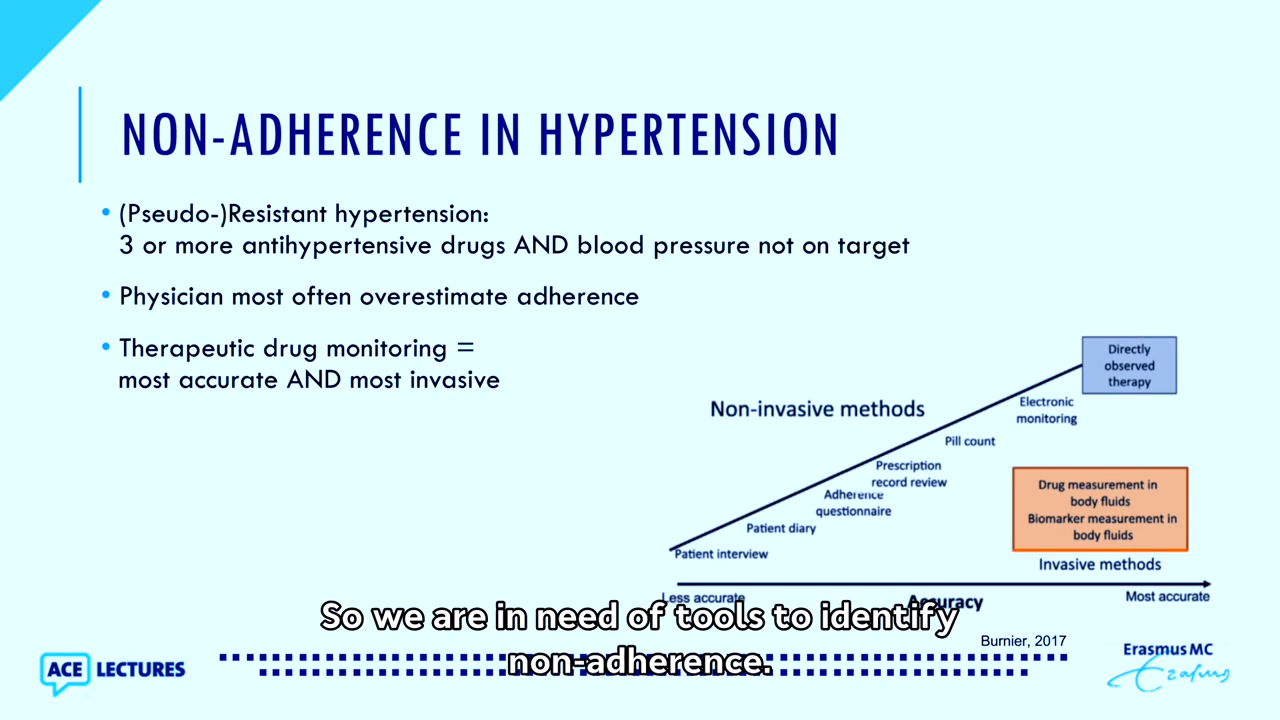 NON-ADHERENCE IN HYPERTENSION
• (Pseudo-)Resistant hypertension:
3 or more antihypertensive drugs AND blood pressure not on target
• Physician most often overestimate adherence
• Therapeutic drug monitoring =
most accurate AND most invasive
Directly
observed
therapy
Non-invasive methods
Electronic
monitoring
Pill count
Prescription
record review
Adherence
questionnaire
Patient diary
Patient interview
Drug measurement in
body fluids
Biomarker measurement in
body fluids
Invasive methods
Less accurate
Accuracy
Most accurate
So we are in need of tools to identify
non-adherence.
Burnier, 2017
ACE LECTURES
Erasmus MC
Erasmus